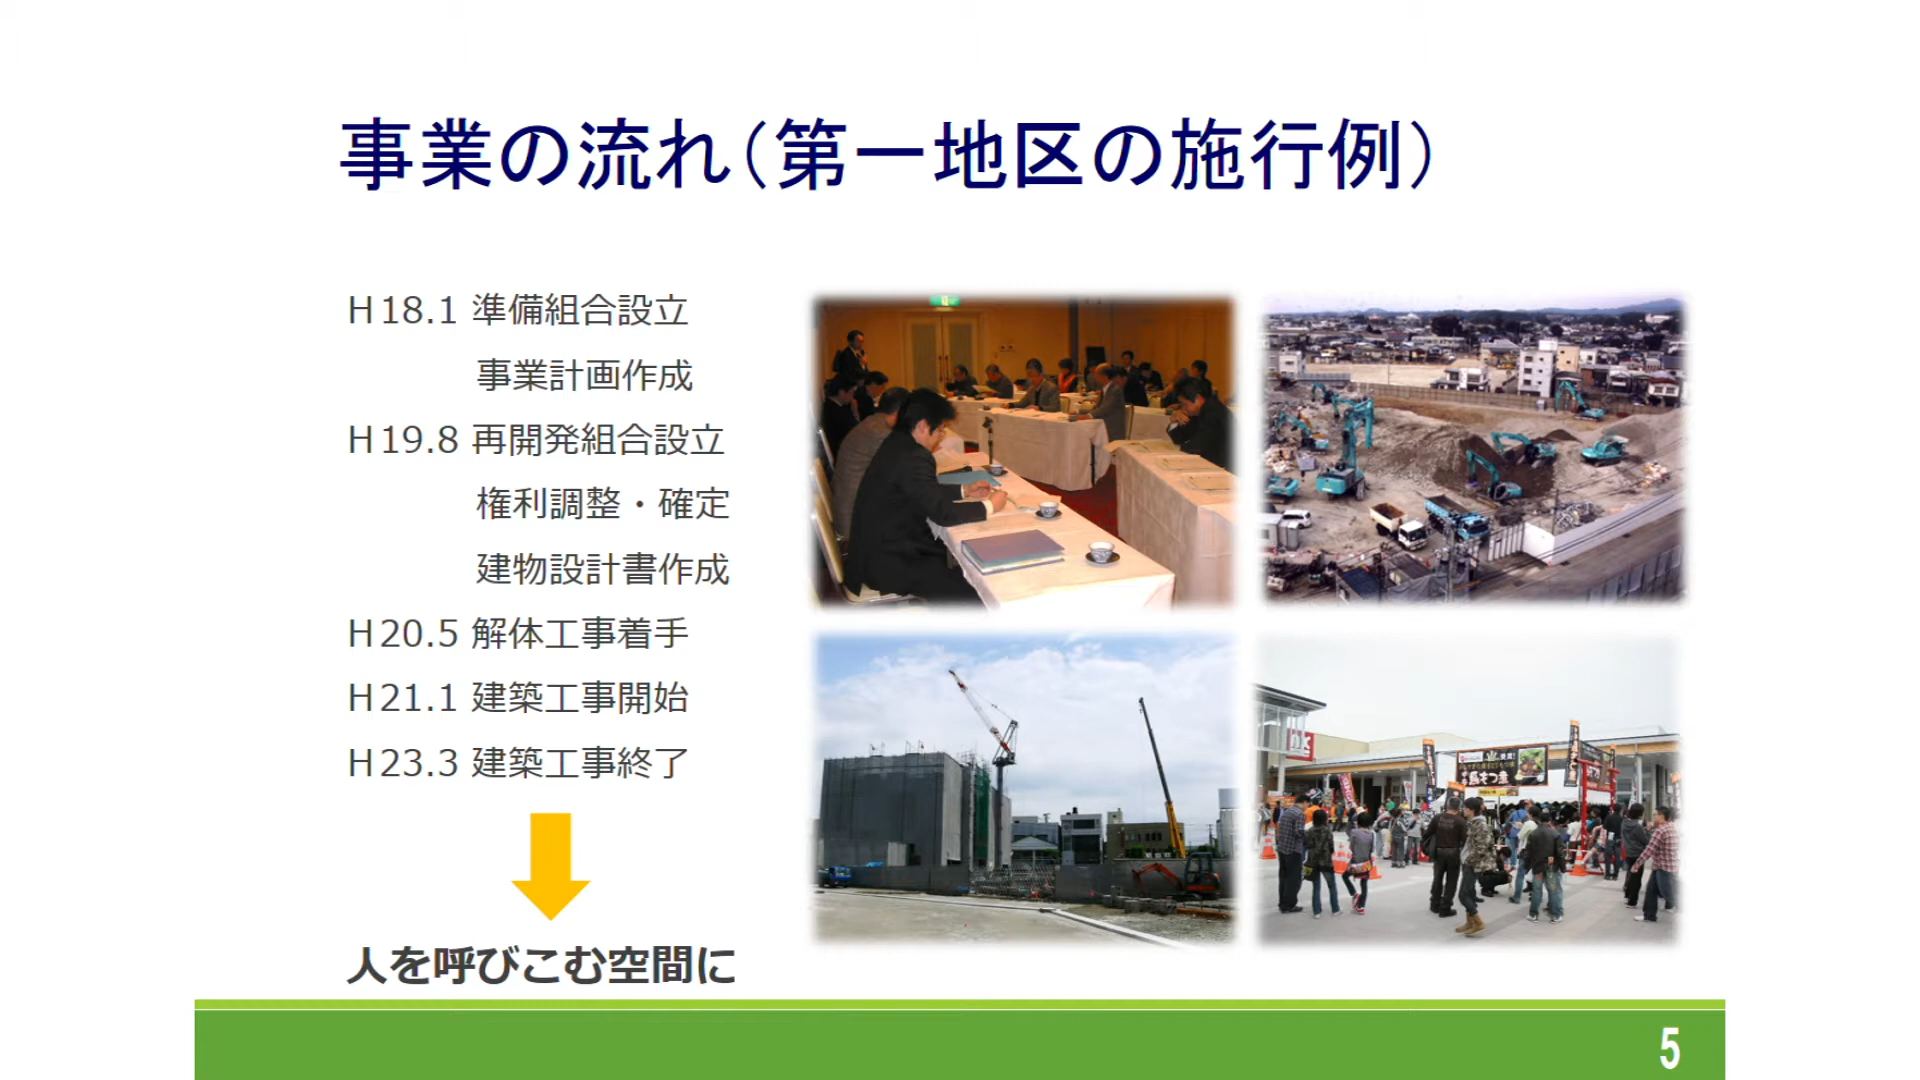 事業の流れ（第一地区の施行例）
H18.1 準備組合設立
事業計画作成
H19.8 再開発組合設立
権利調整・確定
建物設計書作成
H20.5 解体工事着手
H21.1 建築工事開始
H23.3 建築工事終了
人を呼びこむ空間に
5